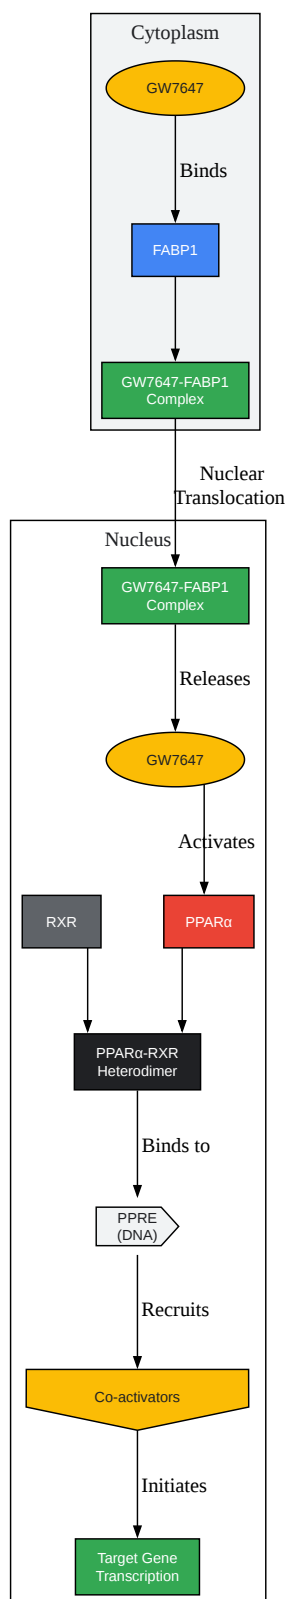 Cytoplasm
GW7647
Binds
FABP1
GW7647-FABP1
Complex
Nuclear
Translocation
Nucleus
GW7647-FABP1
Complex
Releases
GW7647
Activates
RXR
PPARα
PPARα-RXR
Heterodimer
Binds to
PPRE
(DNA)
Recruits
Co-activators
Initiates
Target Gene
Transcription